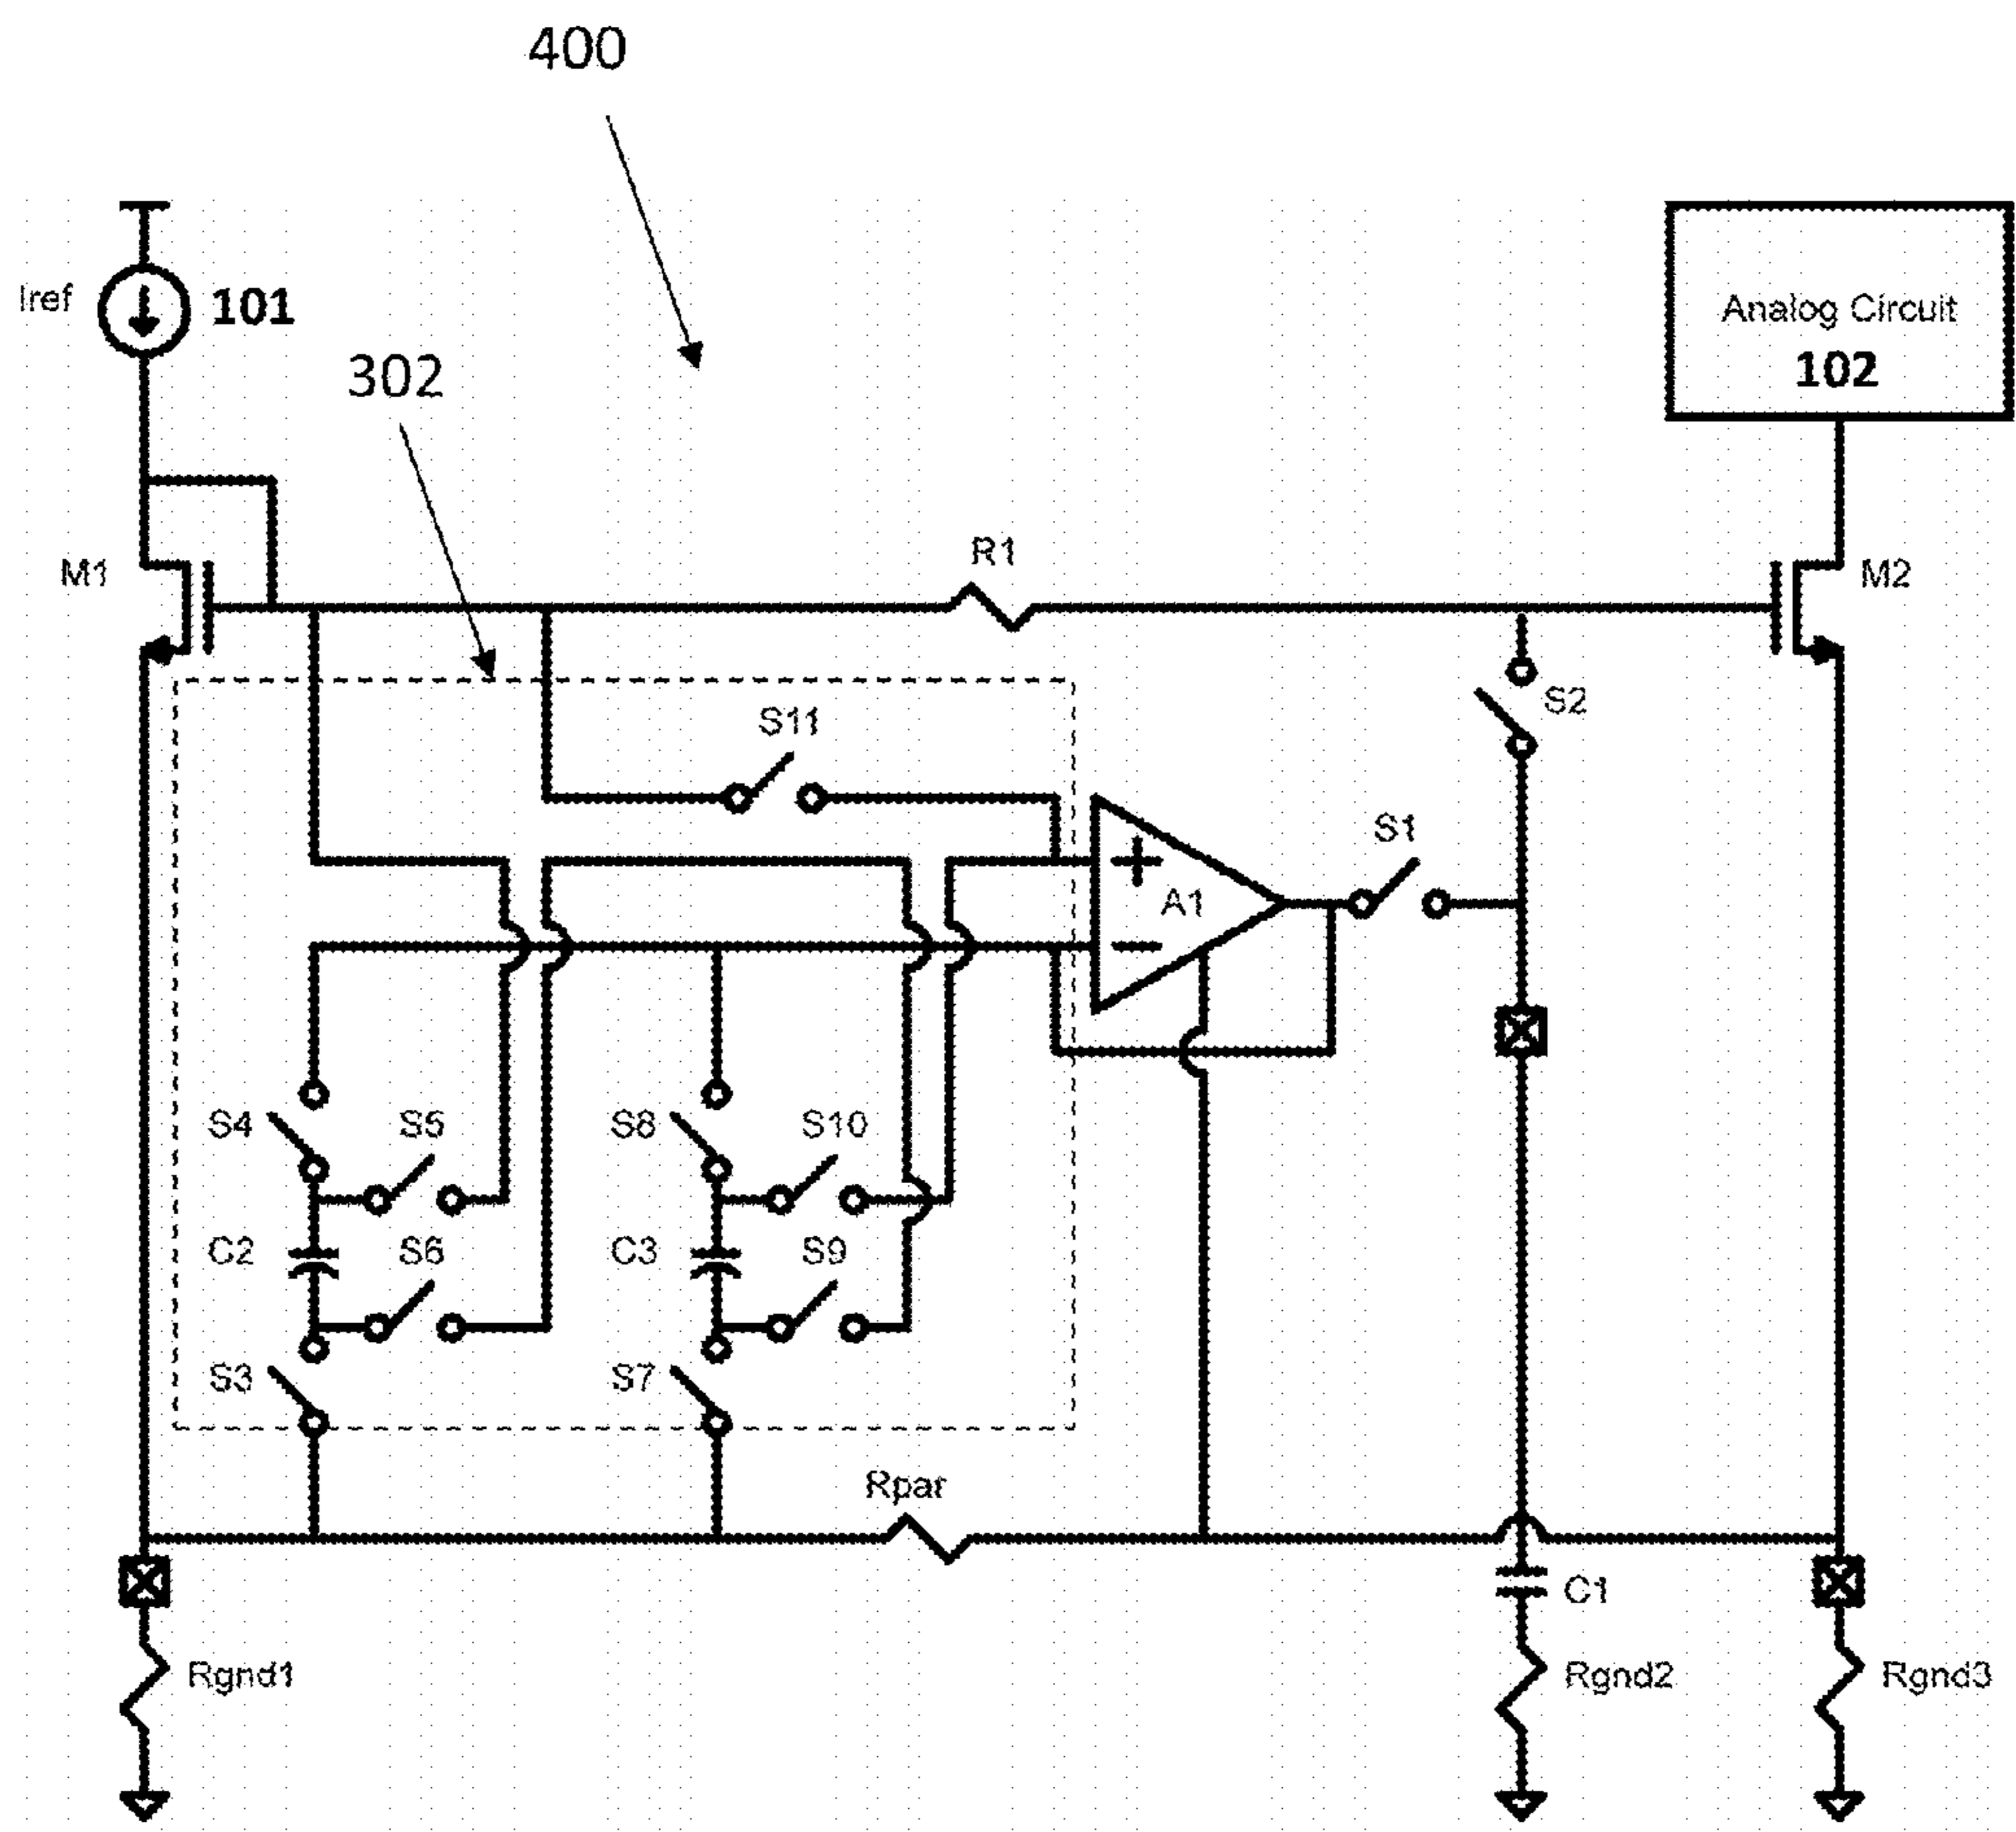 400
Iref
101
302
Analog Circuit
102
M1
R1
M2
S11
S2
S1
+
A1
−
S4
S5
S8
S10
C2
S6
C3
S9
S3
S7
Rpar
C1
Rgnd1
Rgnd2
Rgnd3